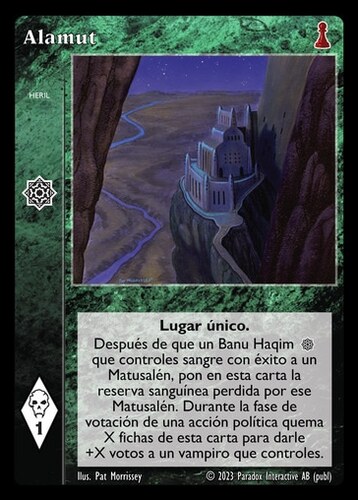 Alamut
HERIL
Lugar único.
Después de que un Banu Haqim
que controles sangre con éxito a un
Matusalén, pon en esta carta la
reserva sanguínea perdida por ese
Matusalén. Durante la fase de
votación de una acción política quema
X fichas de esta carta para darle
+X votos a un vampiro que controles.
1
Ilus. Pat Morrissey
© 2023 Paradox Interactive AB (publ)